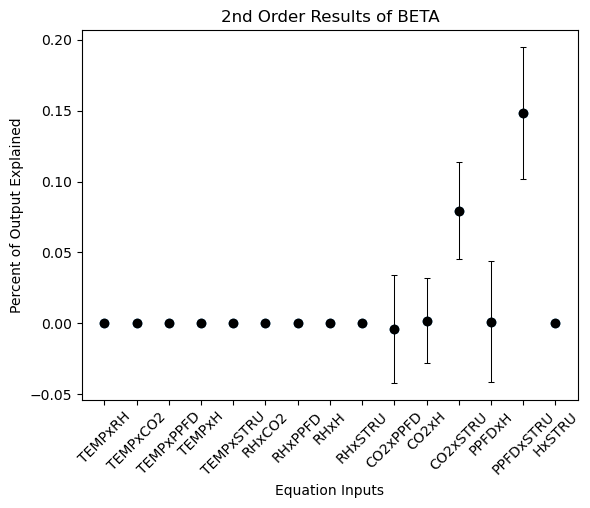 2nd Order Results of BETA
Percent of Output Explained
0.20
0.15
0.10
0.05
0.00
−0.05
TEMPxRH
TEMPxCO2
TEMPxPPFD
TEMPxH
TEMPxSTRU
RHxCO2
RHxPPFD
RHxH
RHxSTRU
CO2xPPFD
CO2xH
CO2xSTRU
PPFDxH
PPFDxSTRU
HxSTRU
Equation Inputs